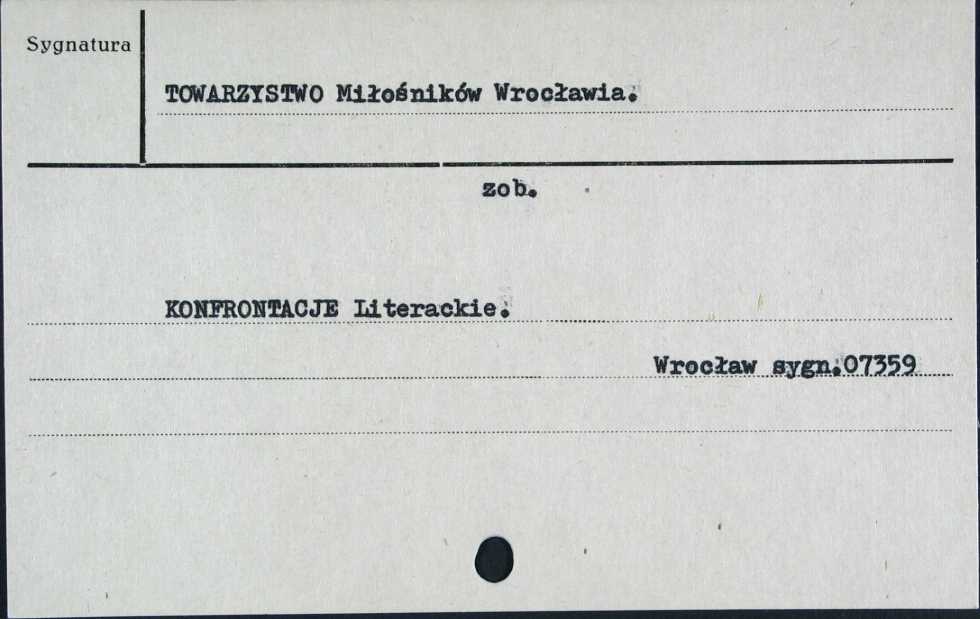 Sygnatura
TOWARZYSTWO Miłośników Wrocławia.
zob.
KONFRONTACJE Literackie.
Wrocław sygn.07359